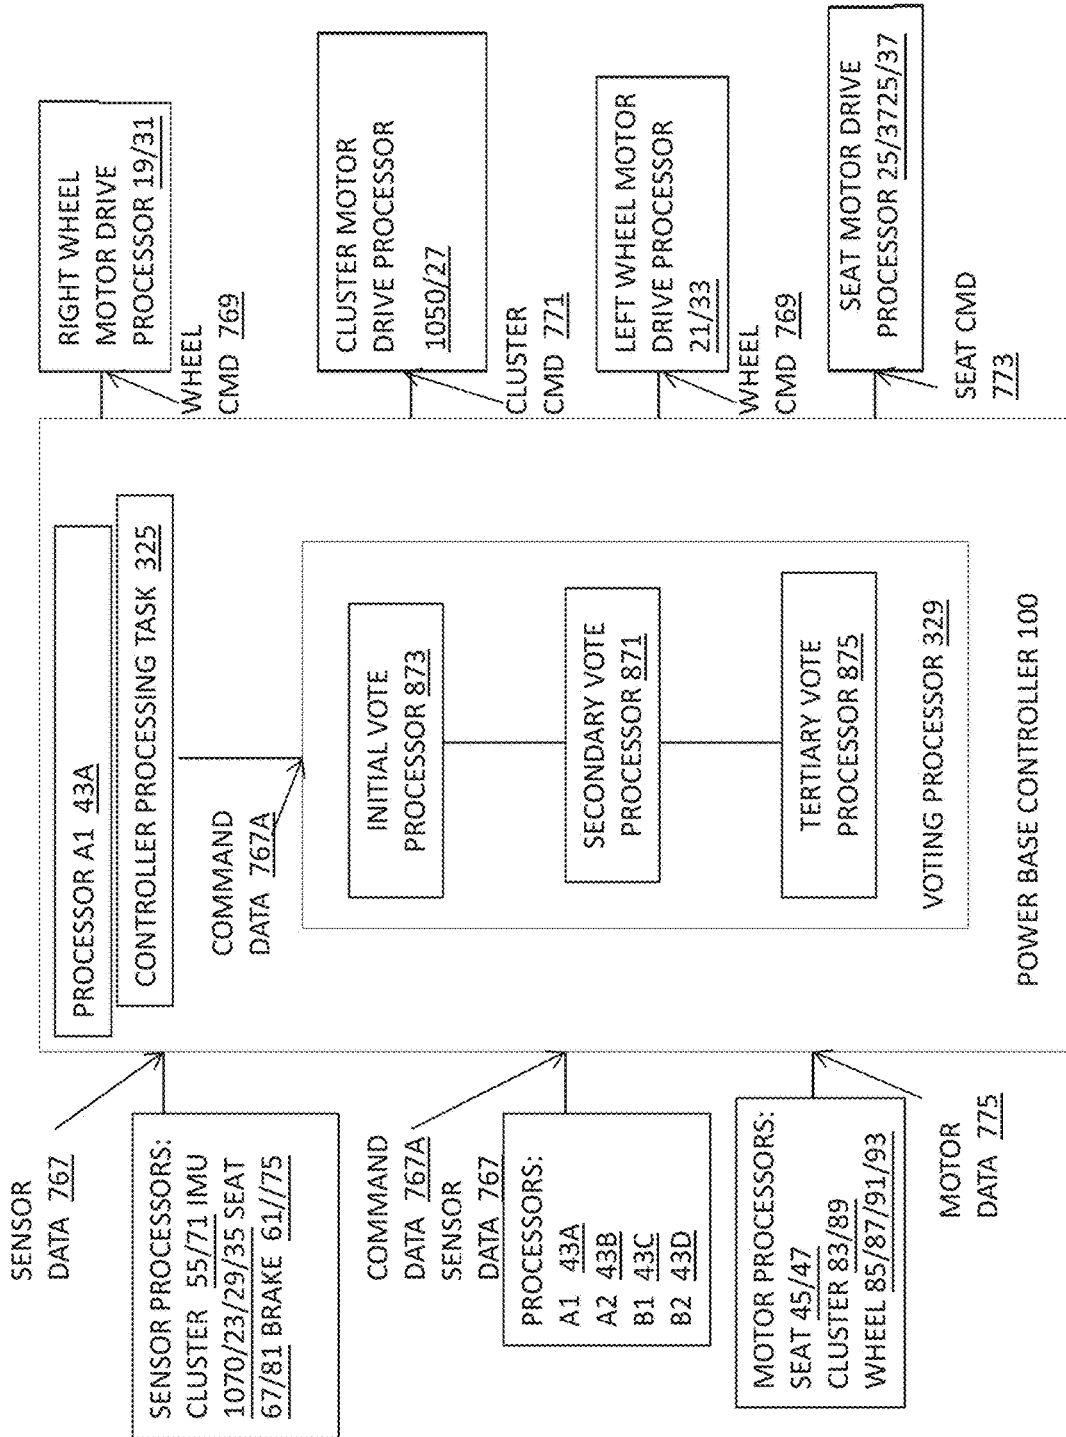 SENSOR
DATA 767
SENSOR PROCESSORS:
CLUSTER 55/71 IMU
1070/23/29/35 SEAT
67/81 BRAKE 61//75
COMMAND
DATA 767A
SENSOR
DATA 767
PROCESSORS:
A1 43A
A2 43B
B1 43C
B2 43D
MOTOR PROCESSORS:
SEAT 45/47
CLUSTER 83/89
WHEEL 85/87/91/93
MOTOR
DATA 775
PROCESSOR A1 43A
CONTROLLER PROCESSING TASK 325
COMMAND
DATA 767A
INITIAL VOTE
PROCESSOR 873
SECONDARY VOTE
PROCESSOR 871
TERTIARY VOTE
PROCESSOR 875
VOTING PROCESSOR 329
POWER BASE CONTROLLER 100
RIGHT WHEEL
MOTOR DRIVE
PROCESSOR 19/31
WHEEL
CMD 769
CLUSTER MOTOR
DRIVE PROCESSOR
1050/27
CLUSTER
CMD 771
LEFT WHEEL MOTOR
DRIVE PROCESSOR
21/33
WHEEL
CMD 769
SEAT MOTOR DRIVE
PROCESSOR 25/3725/37
SEAT CMD
773